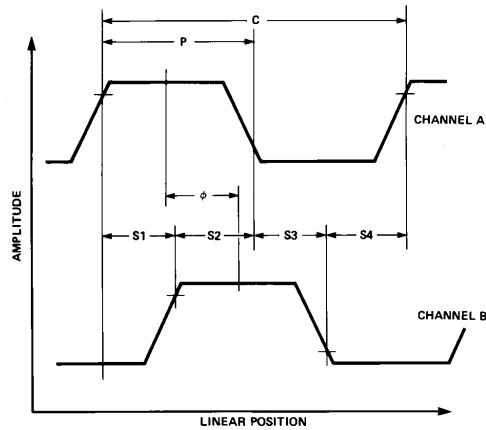 C
P
CHANNEL A
ϕ
S1 S2 S3 S4
AMPLITUDE
CHANNEL B
LINEAR POSITION